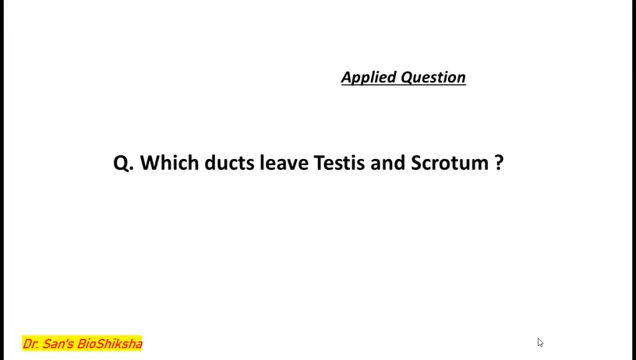 Applied Question
Q. Which ducts leave Testis and Scrotum ?
Dr. San's BioShiksha